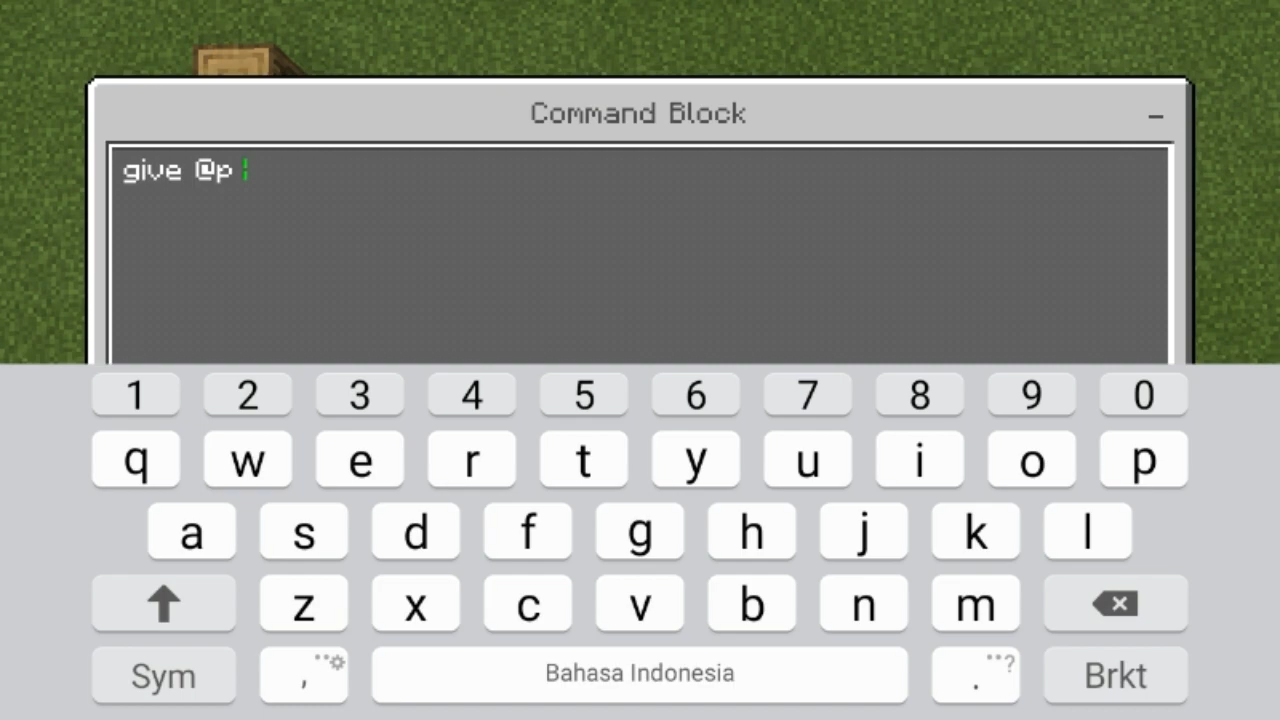 Command Block
give @p
1 2 3 4 5 6 7 8 9 0
q w e r t y u i o p
a s d f g h j k l
z x c v b n m
Sym , Bahasa Indonesia . ? Brkt